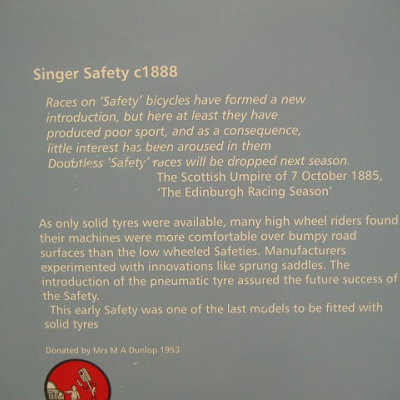 Singer Safety c1888
Races on 'Safety' bicycles have formed a new
introduction, but here at least they have
produced poor sport, and as a consequence,
little interest has been aroused in them
Doubtless 'Safety' races will be dropped next season.
The Scottish Umpire of 7 October 1885,
'The Edinburgh Racing Season'
As only solid tyres were available, many high wheel riders found
their machines were more comfortable over bumpy road
surfaces than the low wheeled Safeties. Manufacturers
experimented with innovations like sprung saddles. The
introduction of the pneumatic tyre assured the future success of
the Safety.
This early Safety was one of the last models to be fitted with
solid tyres
Donated by Mrs M A Dunlop 1953